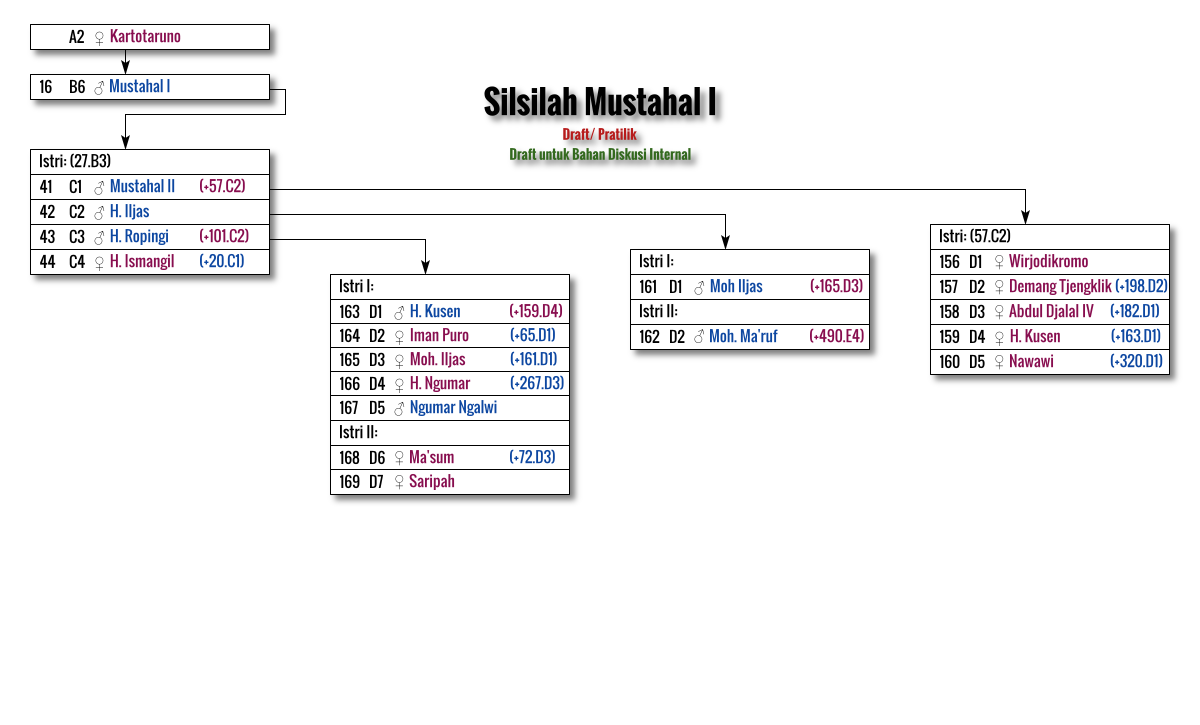 A2 ♀ Kartotaruno
16 B6 ♂ Mustahal I
Silsilah Mustahal I
Draft/ Pratilik
Draft untuk Bahan Diskusi Internal
Istri: (27.B3)
41 C1 ♂ Mustahal II (+57.C2)
42 C2 ♂ H. Iljas
43 C3 ♂ H. Ropingi (+101.C2)
44 C4 ♀ H. Ismangil (+20.C1)
Istri I:
163 D1 ♂ H. Kusen (+159.D4)
164 D2 ♀ Iman Puro (+65.D1)
165 D3 ♀ Moh. Iljas (+161.D1)
166 D4 ♀ H. Ngumar (+267.D3)
167 D5 ♂ Ngumar Ngalwi
Istri II:
168 D6 ♀ Ma'sum (+72.D3)
169 D7 ♀ Saripah
Istri I:
161 D1 ♂ Moh Iljas (+165.D3)
Istri II:
162 D2 ♂ Moh. Ma'ruf (+490.E4)
Istri: (57.C2)
156 D1 ♀ Wirjodikromo
157 D2 ♀ Demang Tjengklik (+198.D2)
158 D3 ♀ Abdul Djalal IV (+182.D1)
159 D4 ♀ H. Kusen (+163.D1)
160 D5 ♀ Nawawi (+320.D1)